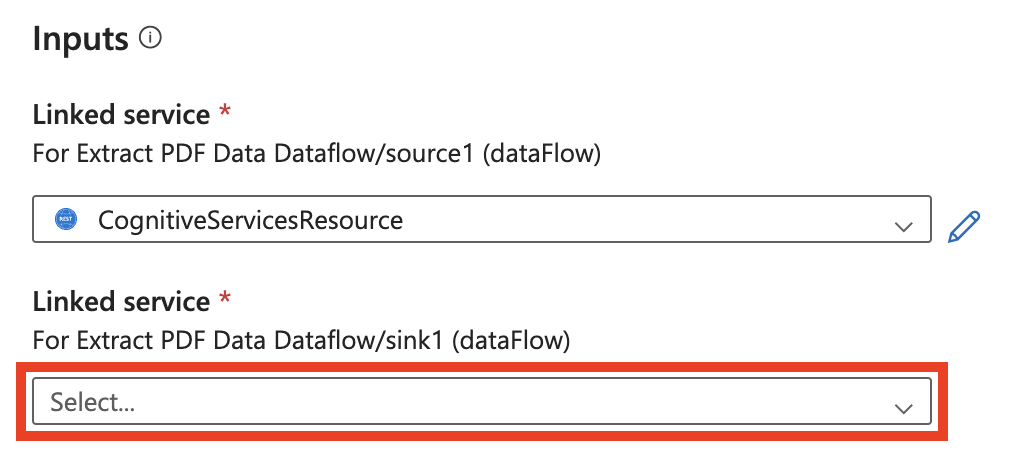 Inputs
Linked service *
For Extract PDF Data Dataflow/source1 (dataFlow)
REST CognitiveServicesResource
Linked service *
For Extract PDF Data Dataflow/sink1 (dataFlow)
Select...